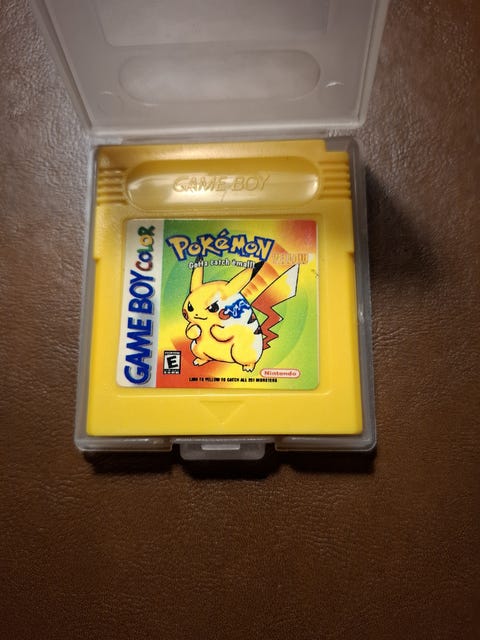 GAME BOY
GAME BOY COLOR
POKéMON
Gotta catch 'em all!
YELLOW
E
Nintendo
LINK TO YELLOW TO CATCH ALL 251 MONSTERS